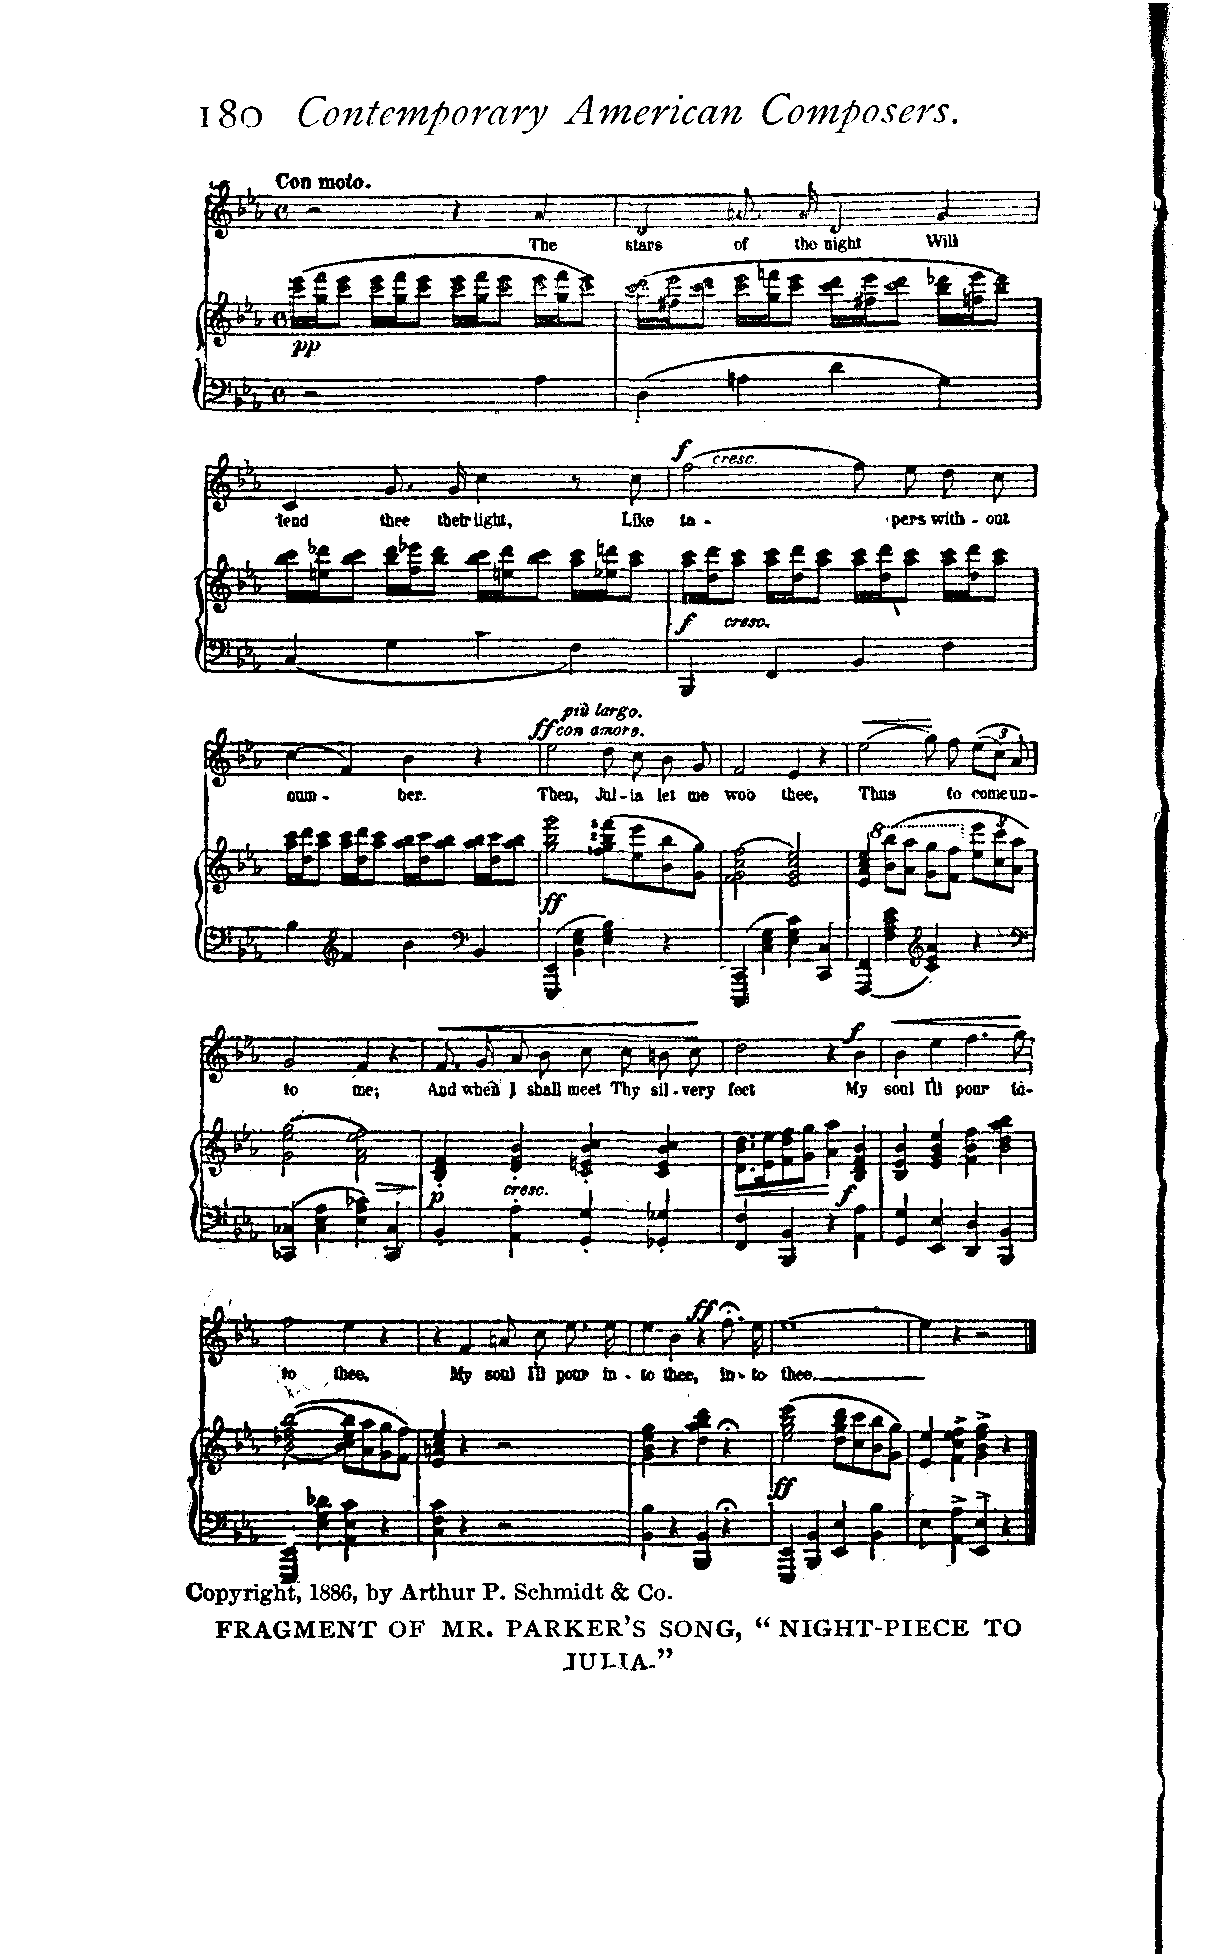 180 Contemporary American Composers.
Con moto.
The stars of the night Will
pp
f cresc.
lend thee their light, Like ta - pers with - out
f cresc.
più largo.
ff con amore.
num - ber. Then, Jul - ia let me woo thee, Thus to come un-
3
8
ff
f
to me; And when I shall meet Thy sil - very feet My soul I'll pour in-
p cresc. f
ff
to thee, My soul I'll pour in - to thee, in - to thee.
ff
Copyright, 1886, by Arthur P. Schmidt & Co.
FRAGMENT OF MR. PARKER'S SONG, "NIGHT-PIECE TO
JULIA."